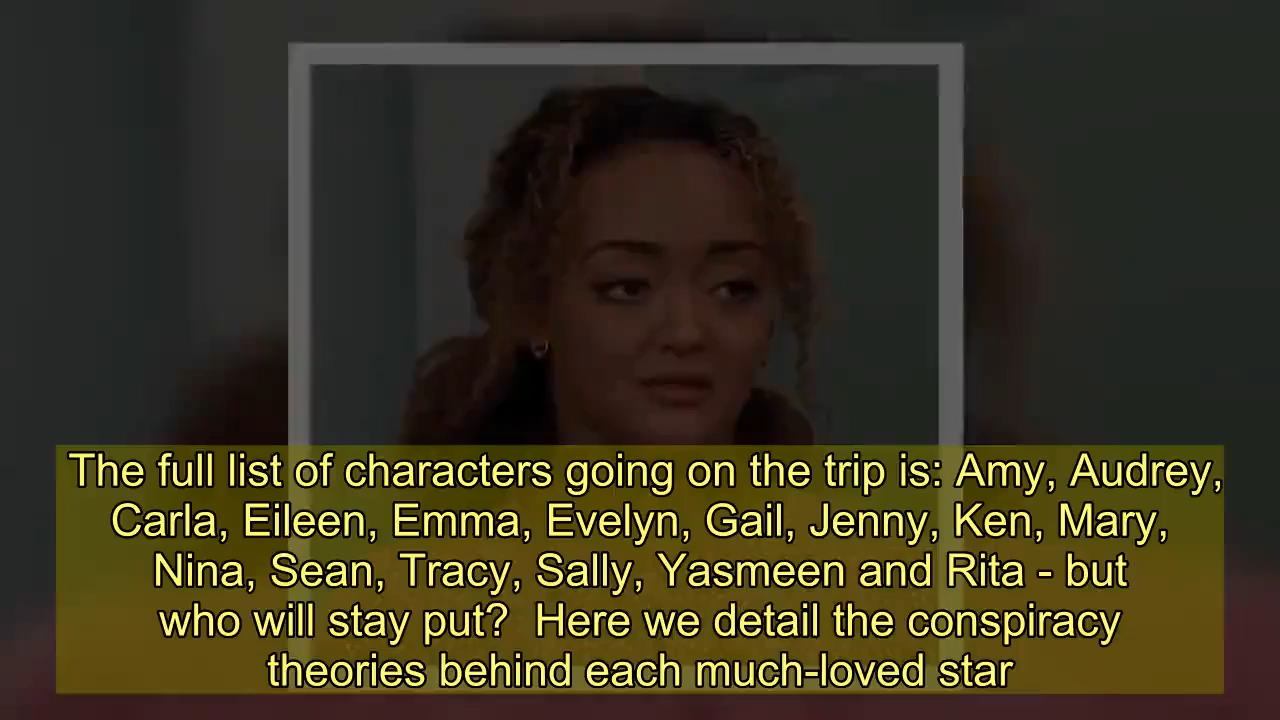 The full list of characters going on the trip is: Amy, Audrey,
Carla, Eileen, Emma, Evelyn, Gail, Jenny, Ken, Mary,
Nina, Sean, Tracy, Sally, Yasmeen and Rita - but
who will stay put?  Here we detail the conspiracy
theories behind each much-loved star